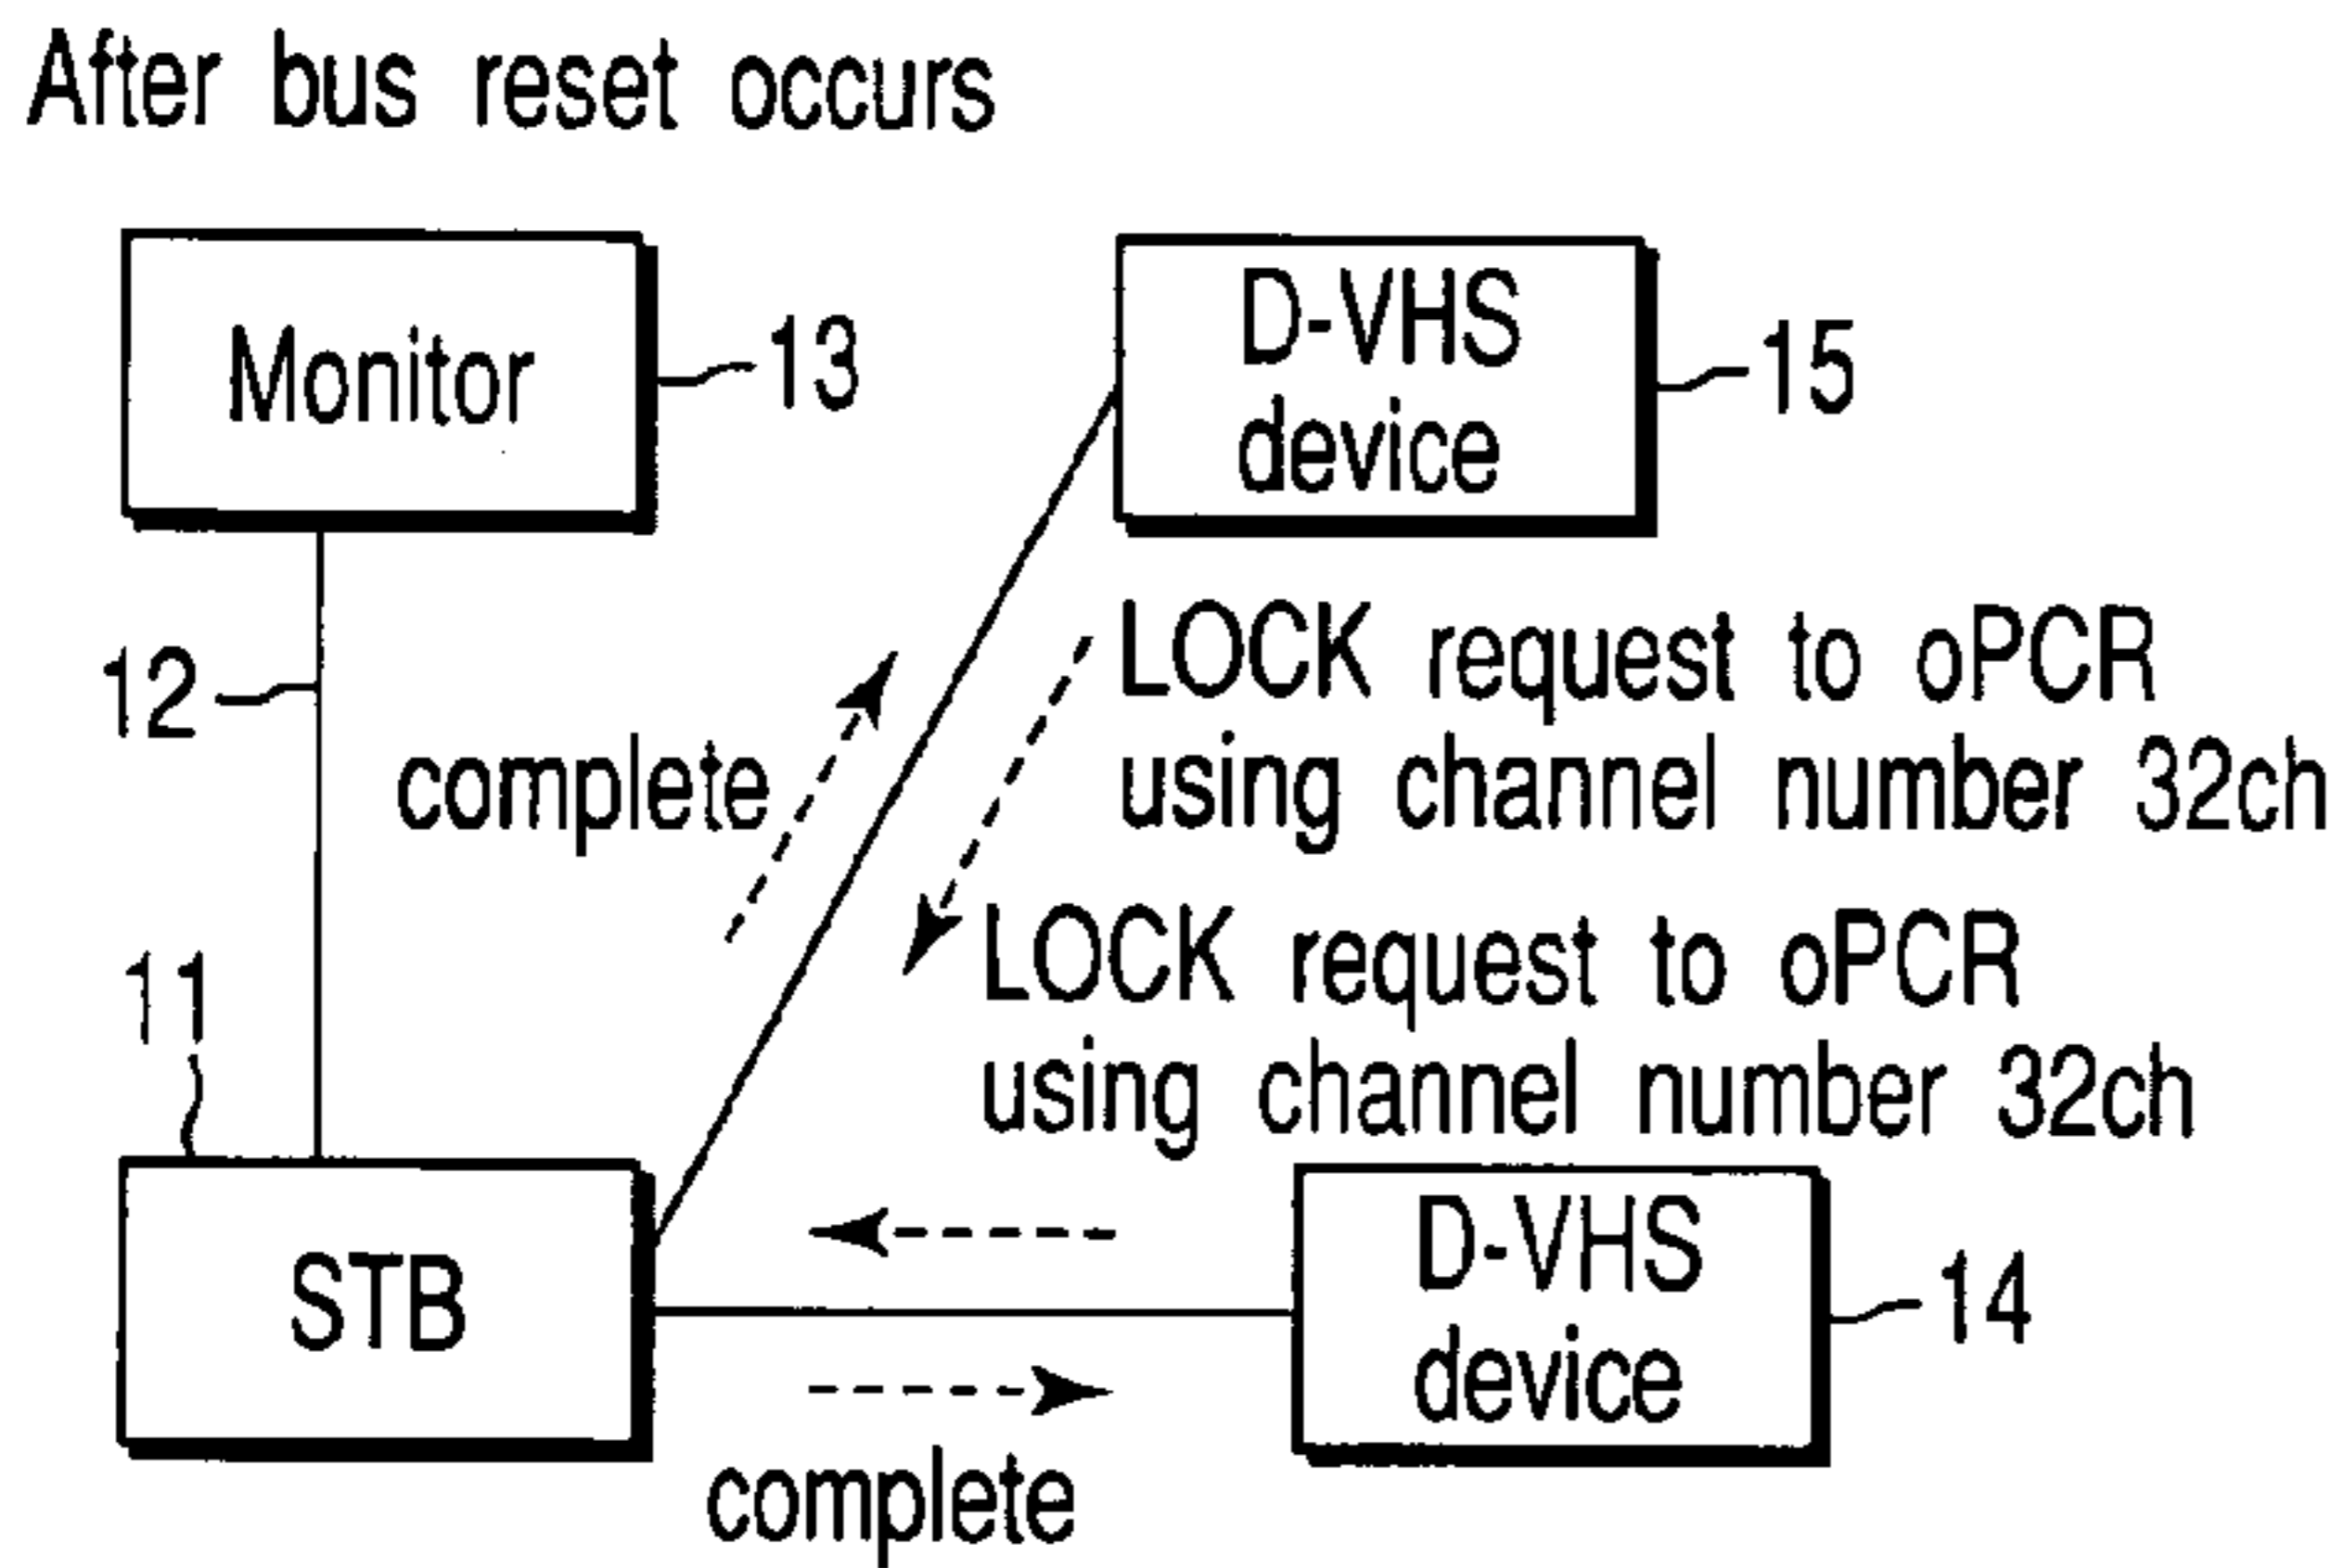 After bus reset occurs
Monitor
13
D-VHS
device
15
12
complete
LOCK request to oPCR
using channel number 32ch
LOCK request to oPCR
using channel number 32ch
11
STB
D-VHS
device
14
complete